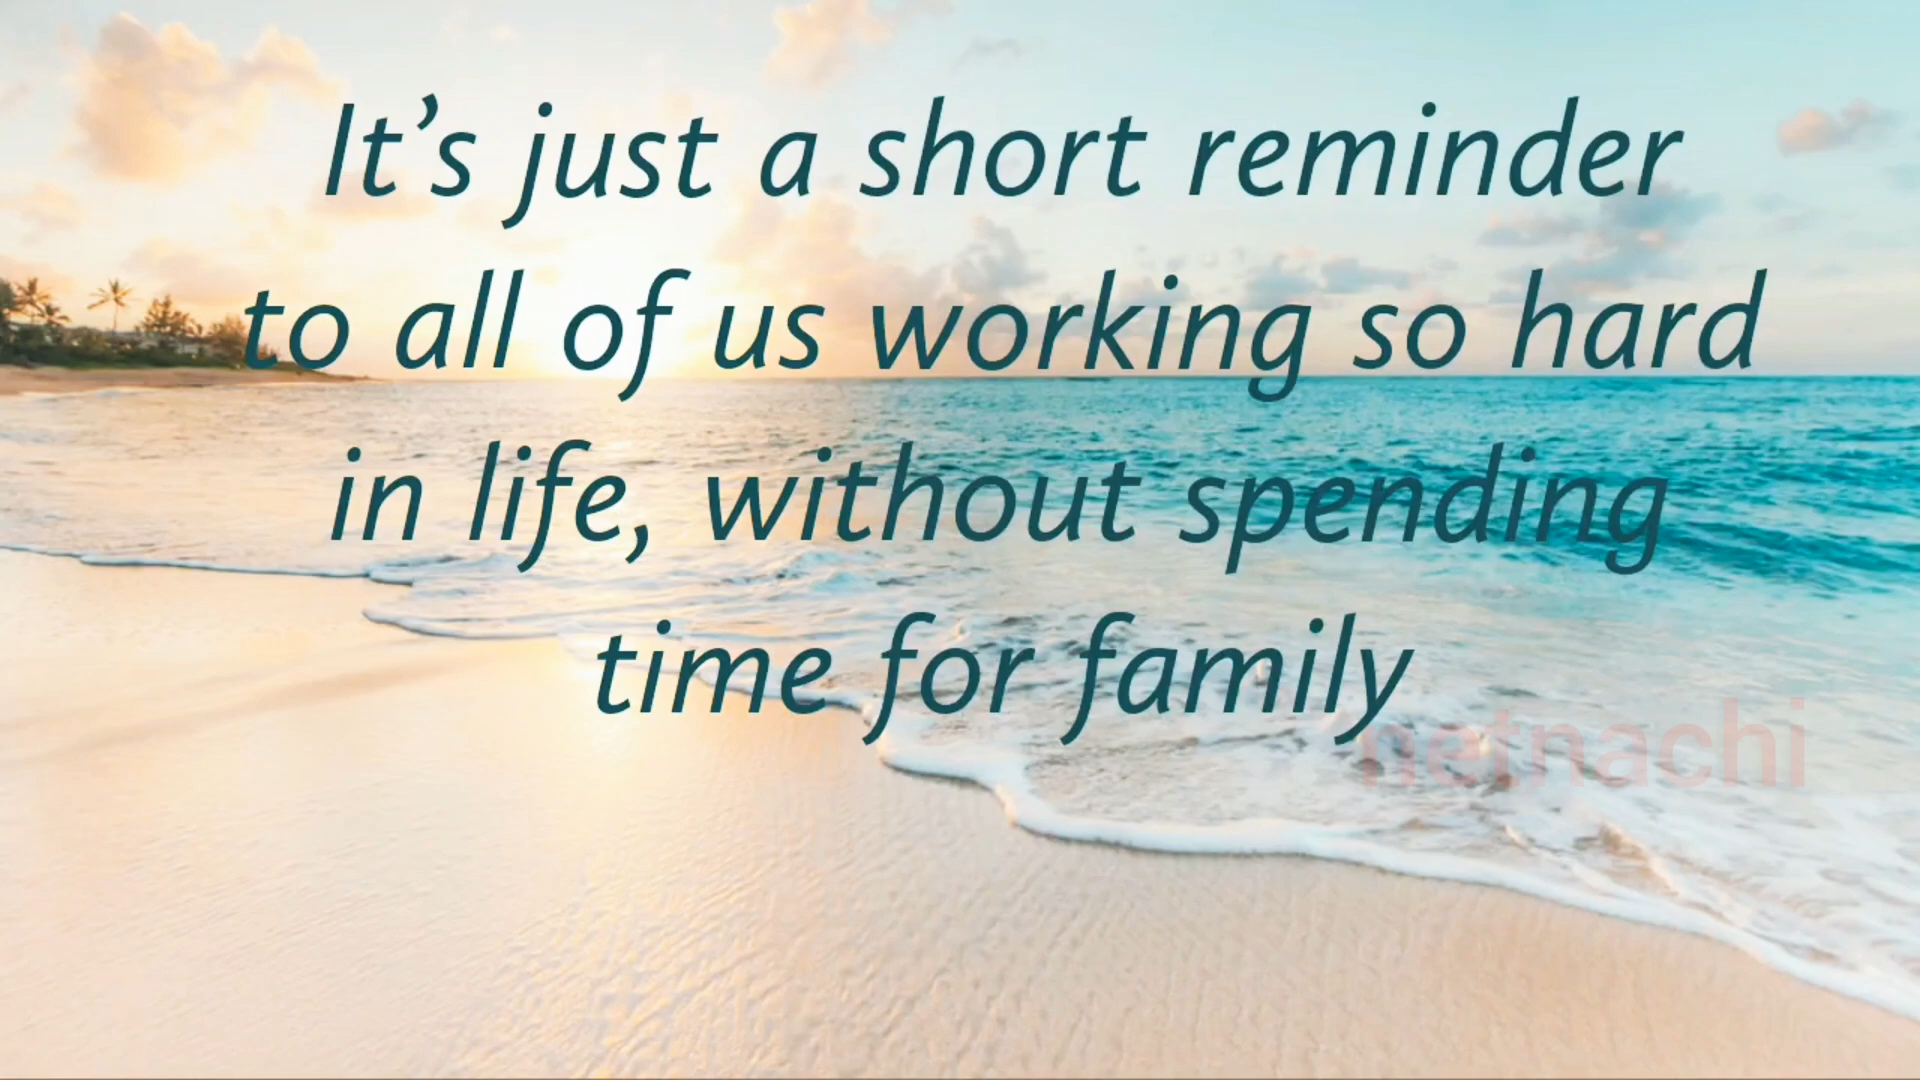 It’s just a short reminder
to all of us working so hard
in life, without spending
time for family
netnachi